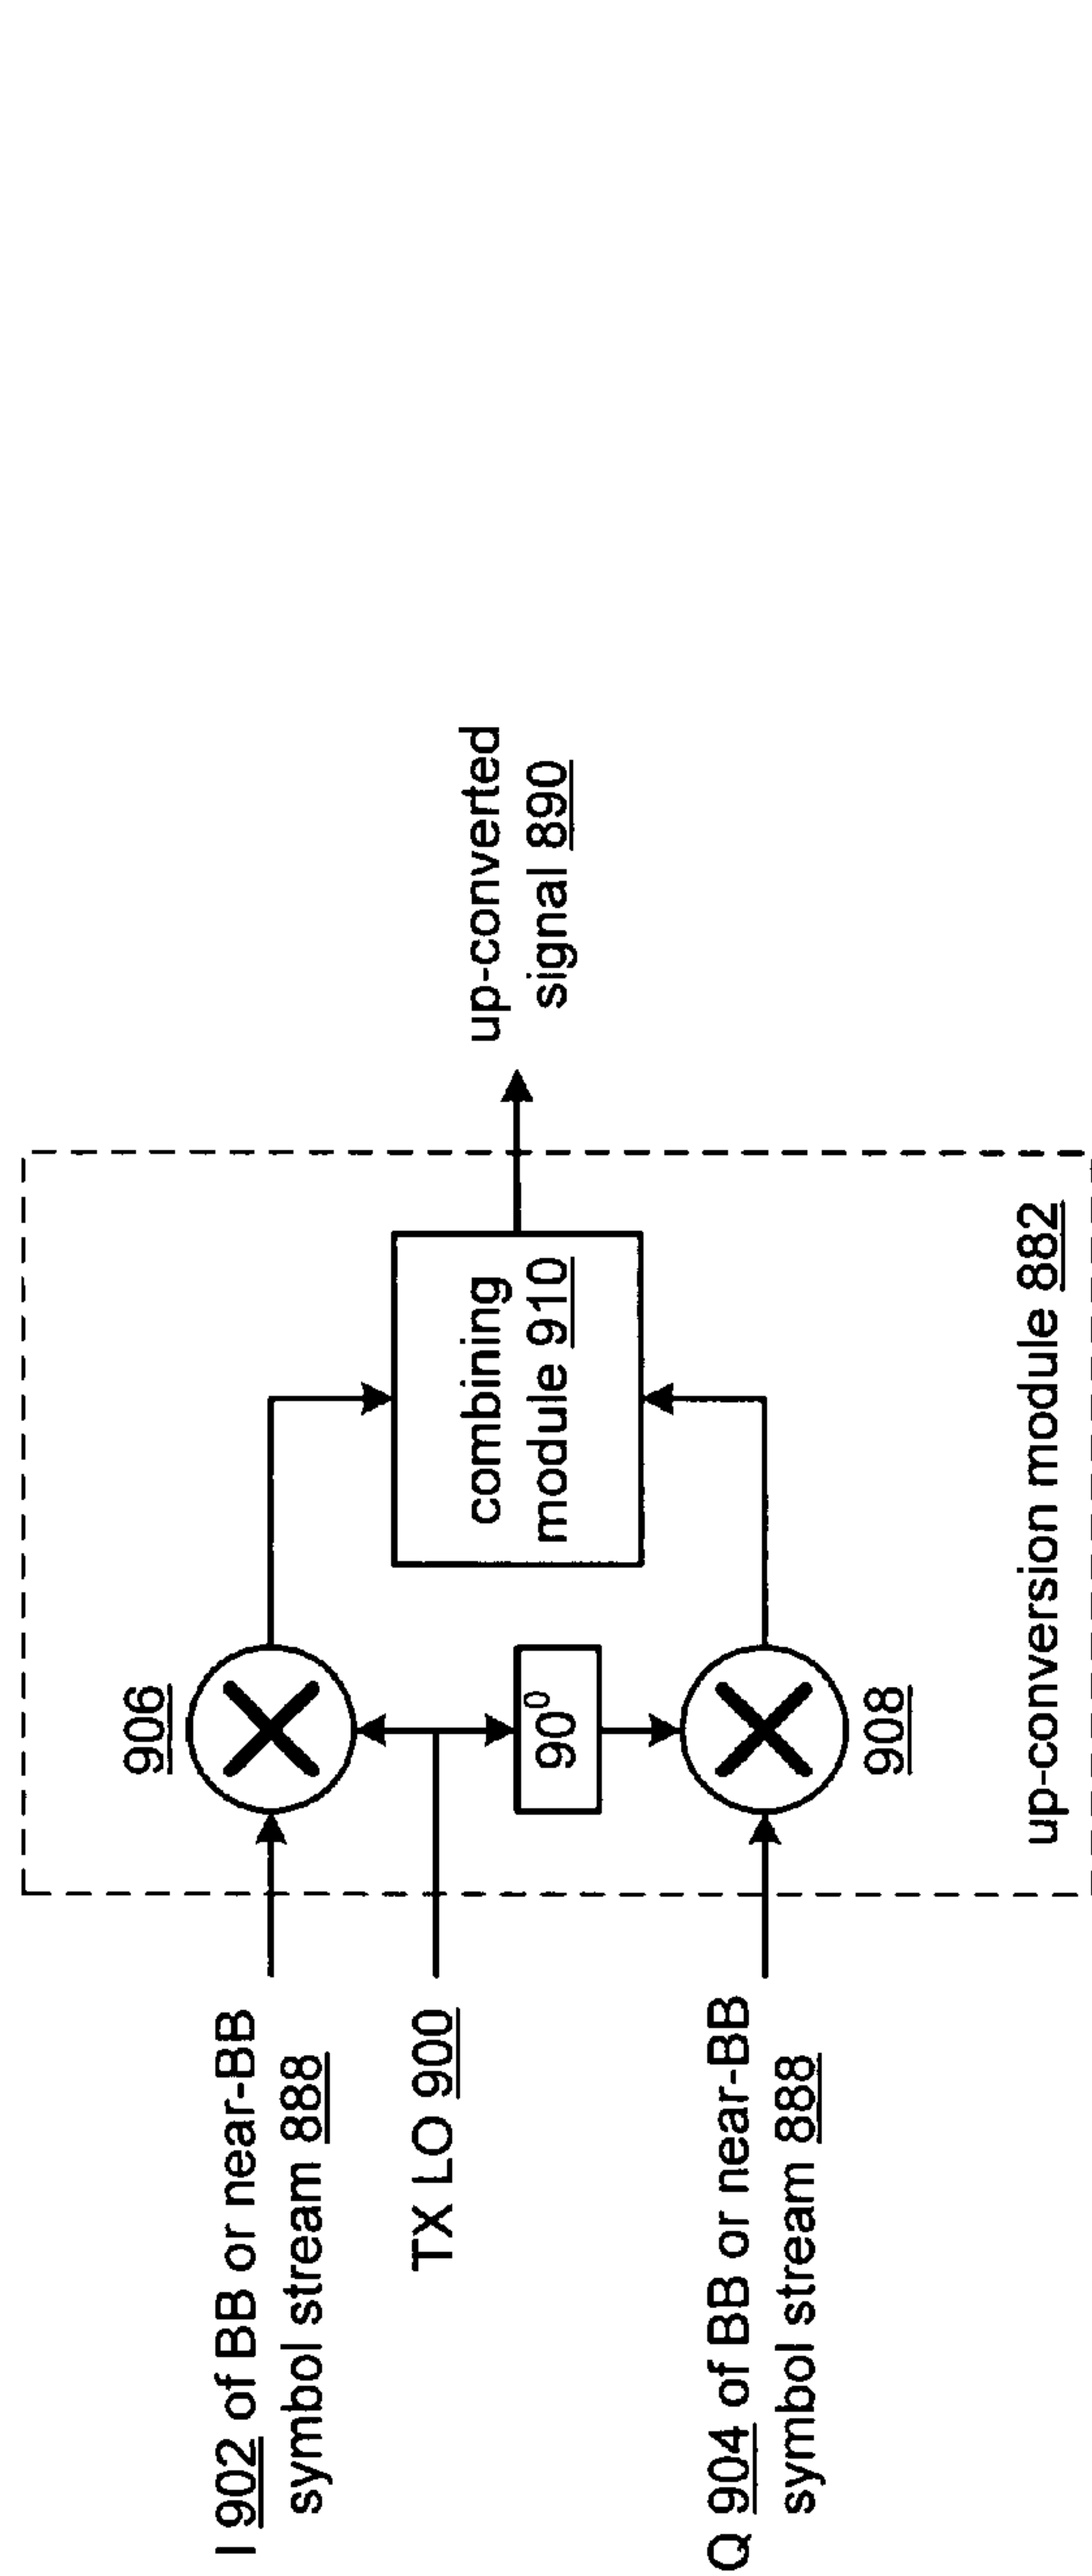 I 902 of BB or near-BB
symbol stream 888
TX LO 900
Q 904 of BB or near-BB
symbol stream 888
906
90⁰
908
combining
module 910
up-conversion module 882
up-converted
signal 890